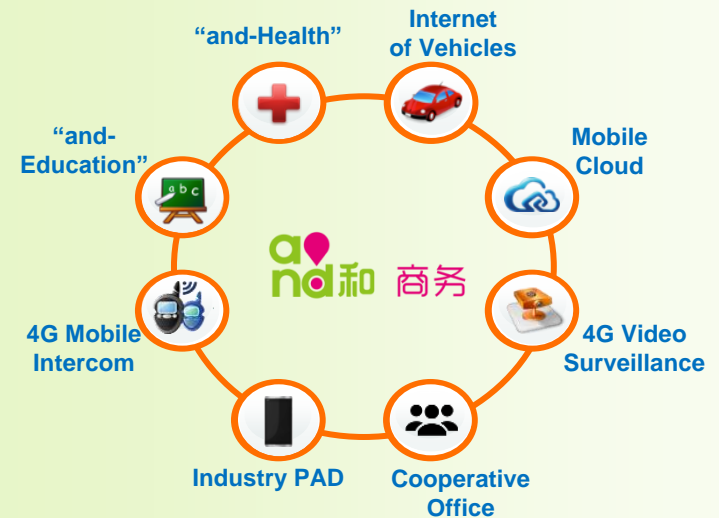 “and-Health”
Internet
of Vehicles
“and-
Education”
Mobile
Cloud
abc
and和 商务
4G Mobile
Intercom
4G Video
Surveillance
Industry PAD
Cooperative
Office